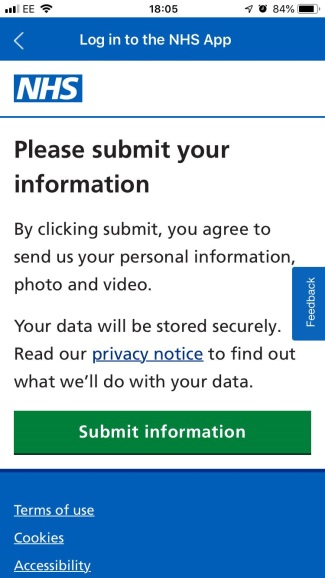 EE 18:05 84%
Log in to the NHS App
NHS
Please submit your
information
By clicking submit, you agree to
send us your personal information,
photo and video.
Feedback
Your data will be stored securely.
Read our privacy notice to find out
what we'll do with your data.
Submit information
Terms of use
Cookies
Accessibility